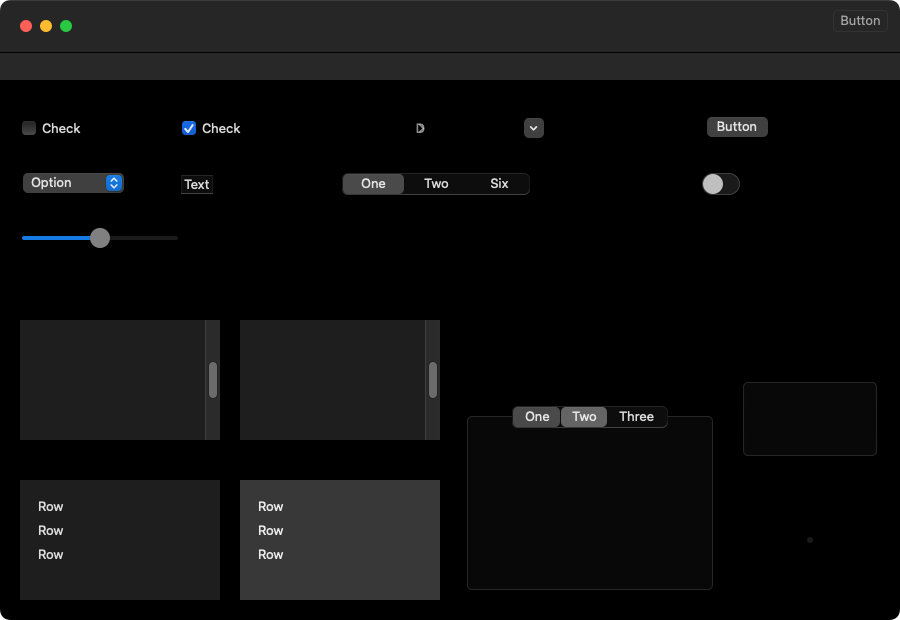 Button
Check
Check
D
Button
Option
Text
One
Two
Six
One
Two
Three
Row
Row
Row
Row
Row
Row